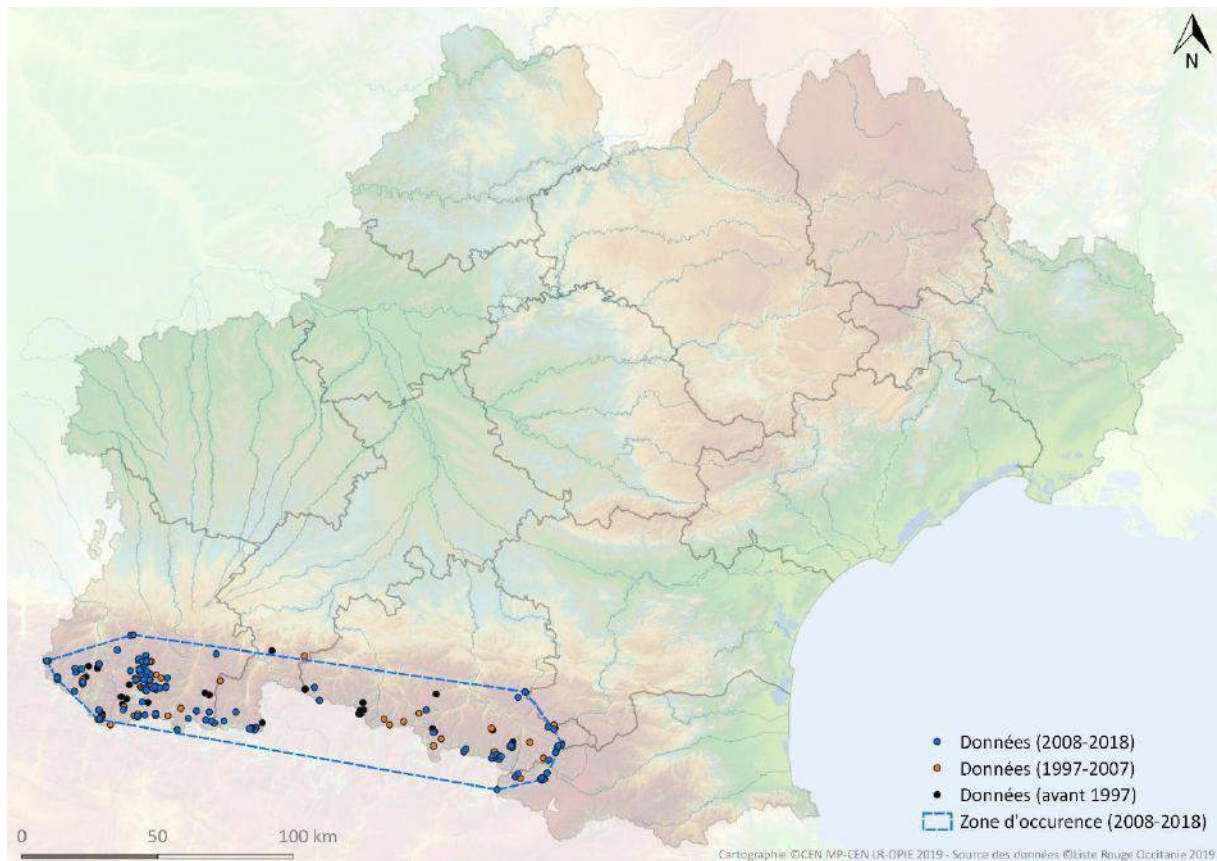 N
Données (2008-2018)
Données (1997-2007)
Données (avant 1997)
Zone d'occurence (2008-2018)
0 50 100 km
Cartographie ©CEN MP-CEN LR-OPIE 2019 - Source des données ©Liste Rouge Occitanie 2019